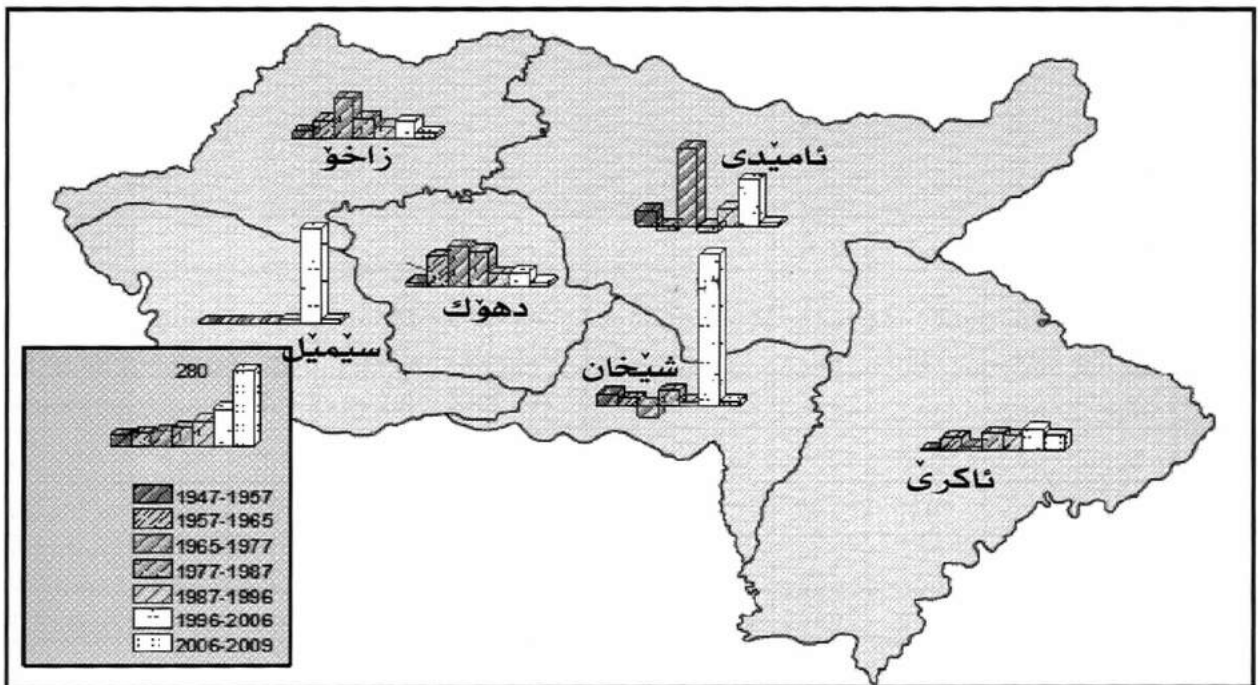 زاخۆ
ئامێدی
دهۆك
سێمێل
شێخان
ئاكرێ
280
1947-1957
1957-1965
1965-1977
1977-1987
1987-1996
1996-2006
2006-2009